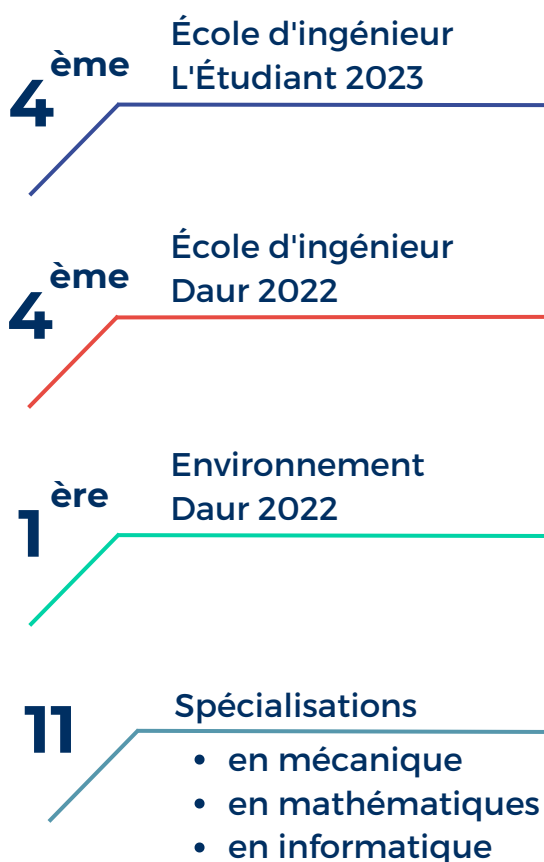 4ème
École d'ingénieur
L'Étudiant 2023
4ème
École d'ingénieur
Daur 2022
1ère
Environnement
Daur 2022
11
Spécialisations
• en mécanique
• en mathématiques
• en informatique